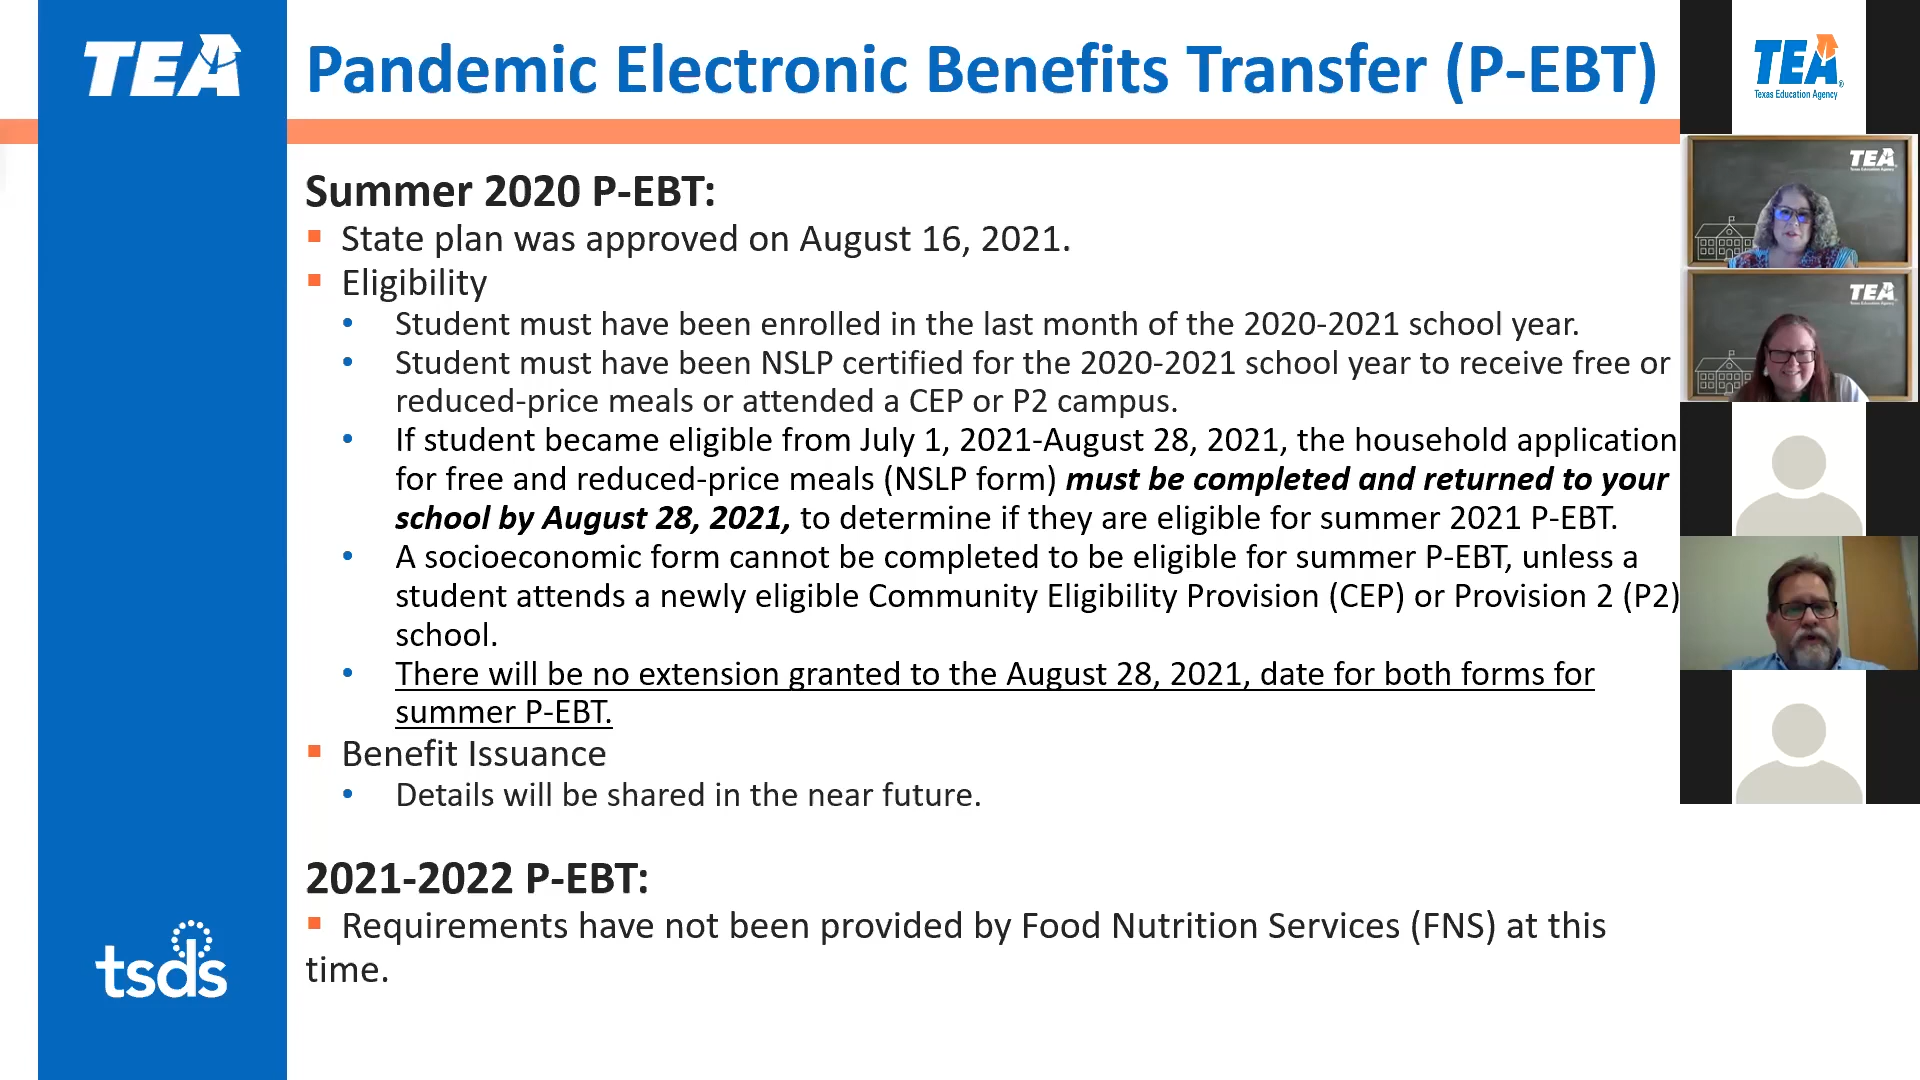 TEA
Pandemic Electronic Benefits Transfer (P-EBT)
Summer 2020 P-EBT:
State plan was approved on August 16, 2021.
Eligibility
Student must have been enrolled in the last month of the 2020-2021 school year.
Student must have been NSLP certified for the 2020-2021 school year to receive free or
reduced-price meals or attended a CEP or P2 campus.
If student became eligible from July 1, 2021-August 28, 2021, the household application
for free and reduced-price meals (NSLP form) must be completed and returned to your
school by August 28, 2021, to determine if they are eligible for summer 2021 P-EBT.
A socioeconomic form cannot be completed to be eligible for summer P-EBT, unless a
student attends a newly eligible Community Eligibility Provision (CEP) or Provision 2 (P2)
school.
There will be no extension granted to the August 28, 2021, date for both forms for
summer P-EBT.
Benefit Issuance
Details will be shared in the near future.
2021-2022 P-EBT:
Requirements have not been provided by Food Nutrition Services (FNS) at this
time.
tsds
TEA
Texas Education Agency
TEA
Texas Education Agency
TEA
Texas Education Agency